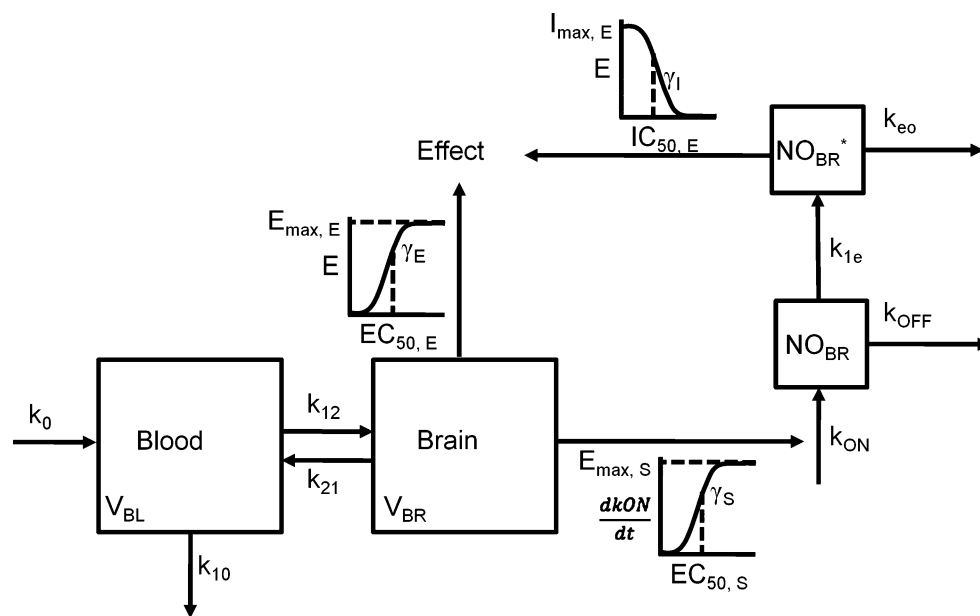 I_max, E
E
γ_I
IC_50, E
NO_BR*
k_eo
Effect
E_max, E
E
γ_E
EC_50, E
k_1e
NO_BR
k_OFF
k_0
Blood
V_BL
k_12
k_21
Brain
V_BR
k_10
E_max, S
dkON
dt
γ_S
EC_50, S
k_ON